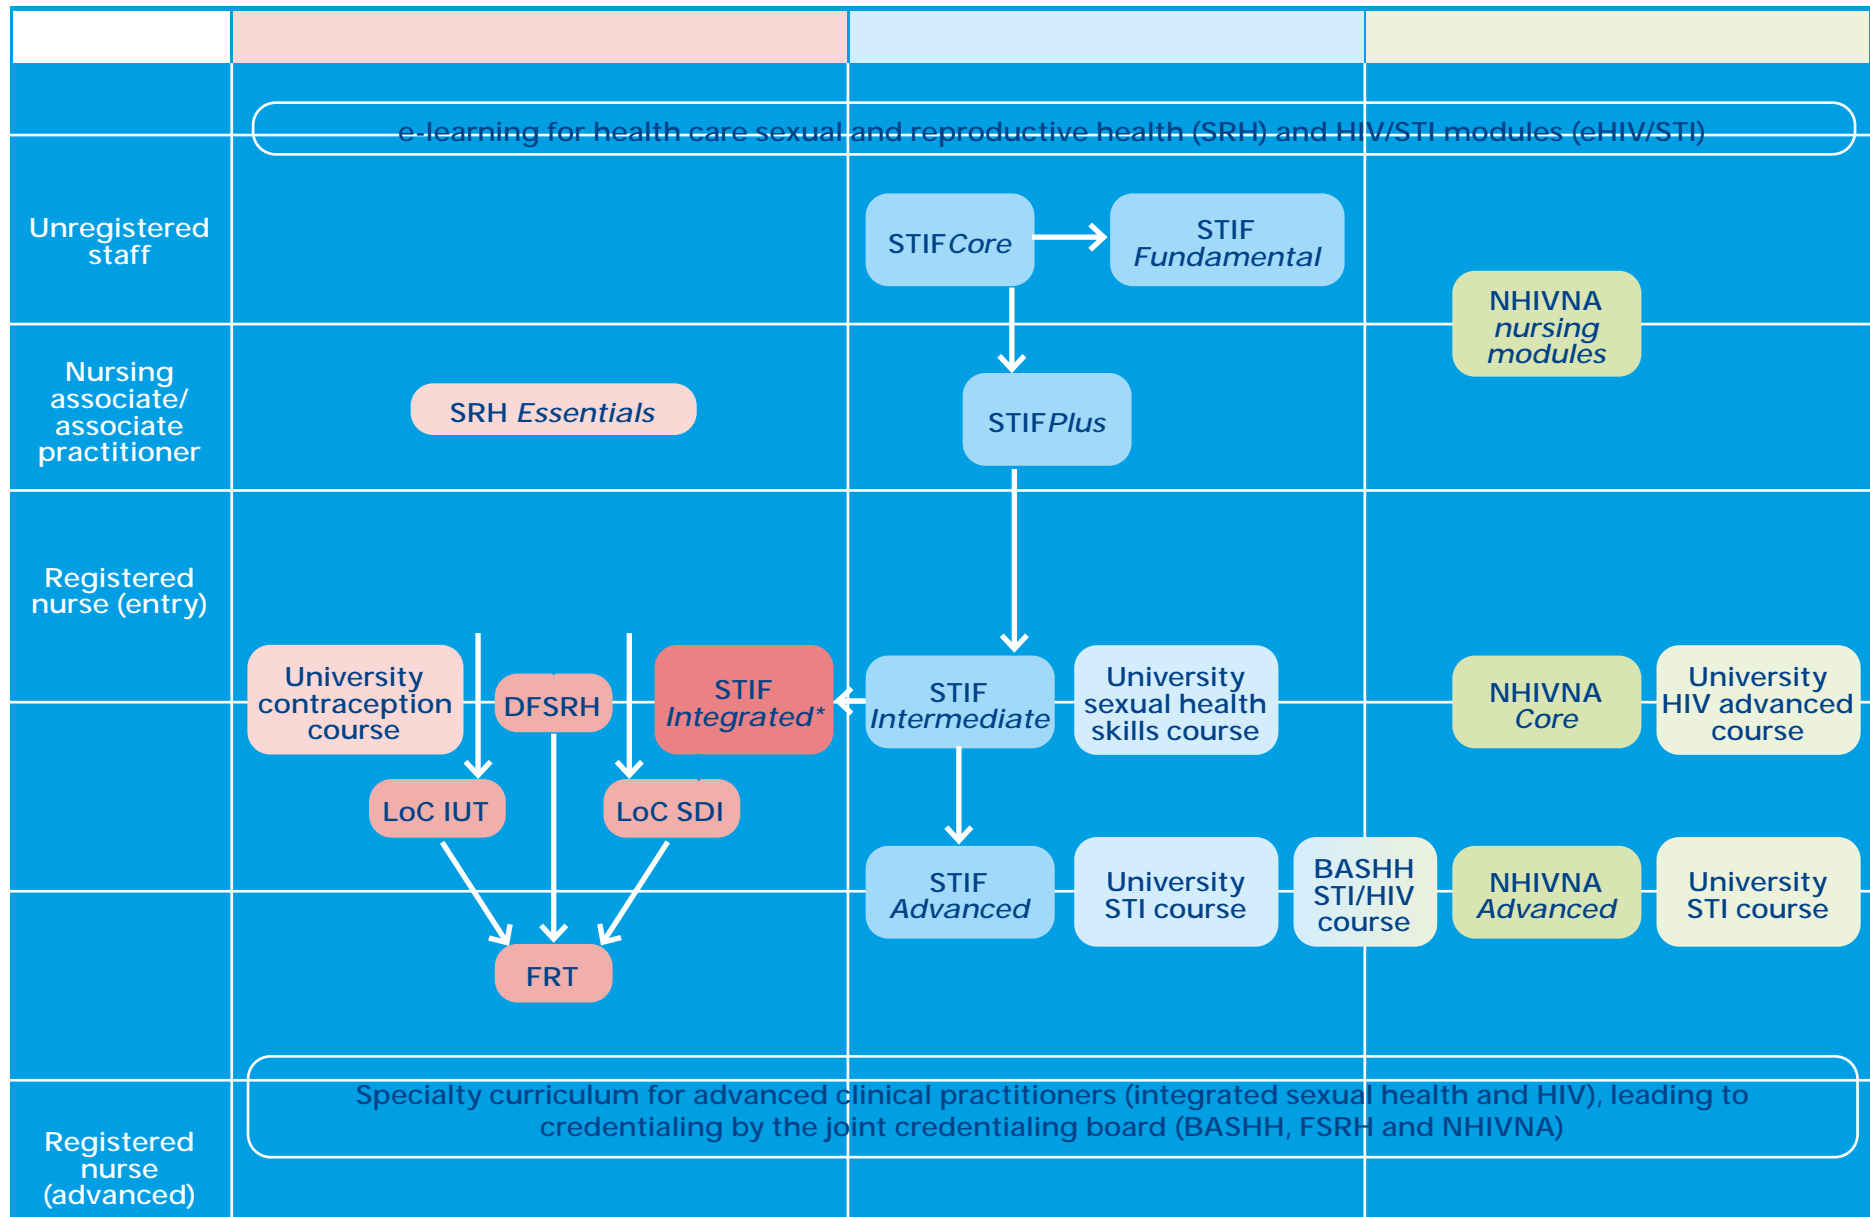 e-learning for health care sexual and reproductive health (SRH) and HIV/STI modules (eHIV/STI)
Unregistered
staff
STIFCore
STIF
Fundamental
NHIVNA
nursing
modules
Nursing
associate/
associate
practitioner
SRH Essentials
STIFPlus
Registered
nurse (entry)
University
contraception
course
DFSRH
STIF
Integrated*
STIF
Intermediate
University
sexual health
skills course
NHIVNA
Core
University
HIV advanced
course
LoC IUT
LoC SDI
STIF
Advanced
University
STI course
BASHH
STI/HIV
course
NHIVNA
Advanced
University
STI course
FRT
Specialty curriculum for advanced clinical practitioners (integrated sexual health and HIV), leading to
credentialing by the joint credentialing board (BASHH, FSRH and NHIVNA)
Registered
nurse
(advanced)